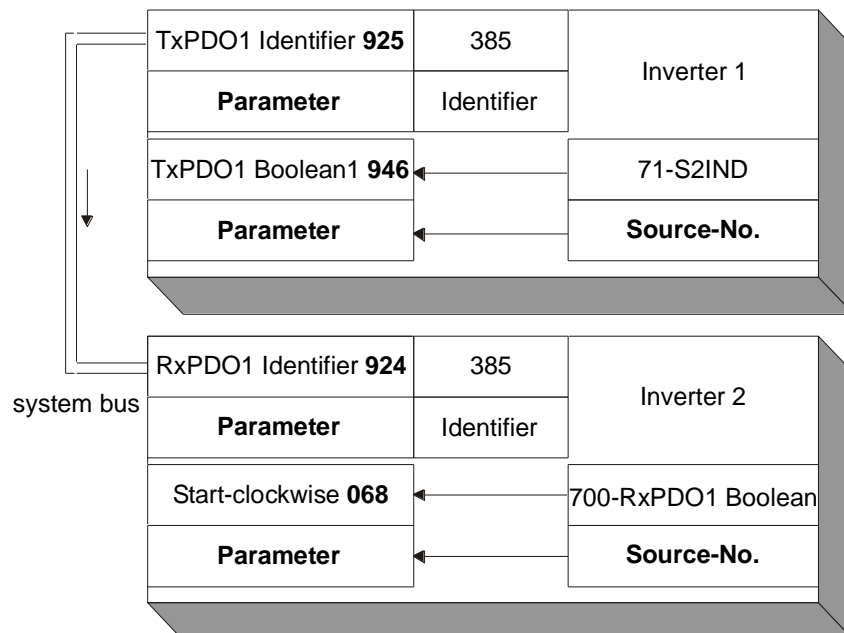 TxPDO1 Identifier 925
385
Inverter 1
Parameter
Identifier
TxPDO1 Boolean1 946
71-S2IND
Parameter
Source-No.
RxPDO1 Identifier 924
385
Inverter 2
system bus
Parameter
Identifier
Start-clockwise 068
700-RxPDO1 Boolean
Parameter
Source-No.